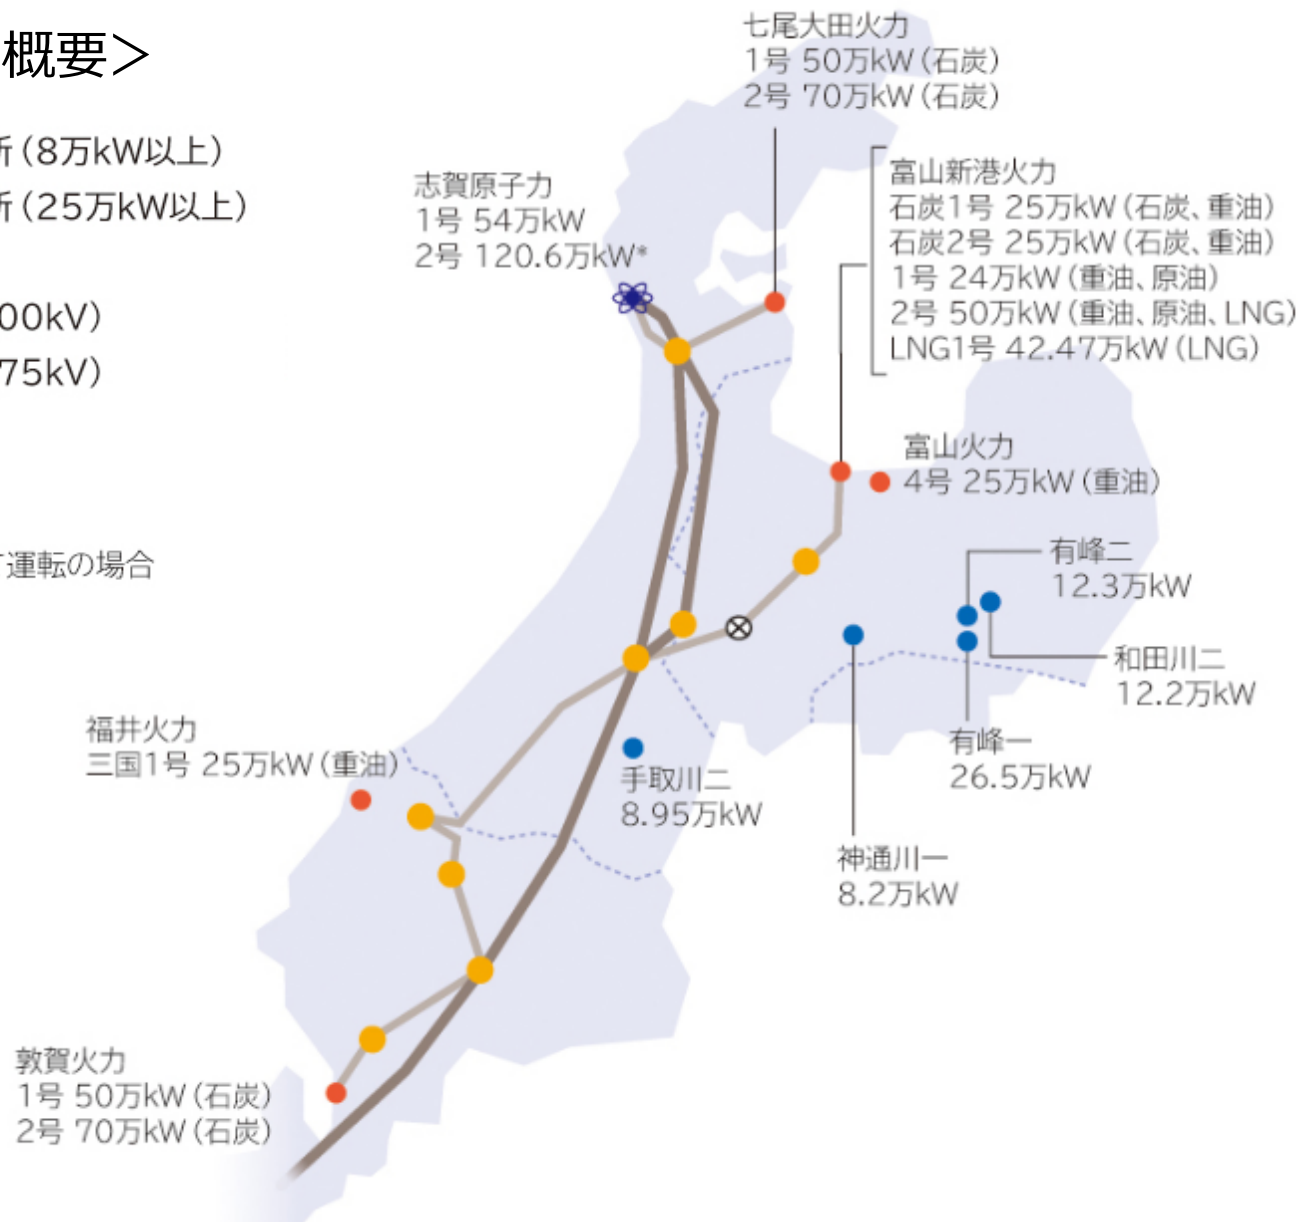 概要＞
所（8万kW以上）
所（25万kW以上）
00kV）
75kV）
運転の場合
七尾大田火力
1号 50万kW（石炭）
2号 70万kW（石炭）
志賀原子力
1号 54万kW
2号 120.6万kW*
富山新港火力
石炭1号 25万kW（石炭、重油）
石炭2号 25万kW（石炭、重油）
1号 24万kW（重油、原油）
2号 50万kW（重油、原油、LNG）
LNG1号 42.47万kW（LNG）
富山火力
4号 25万kW（重油）
有峰二
12.3万kW
和田川二
12.2万kW
有峰一
26.5万kW
神通川一
8.2万kW
手取川二
8.95万kW
福井火力
三国1号 25万kW（重油）
敦賀火力
1号 50万kW（石炭）
2号 70万kW（石炭）